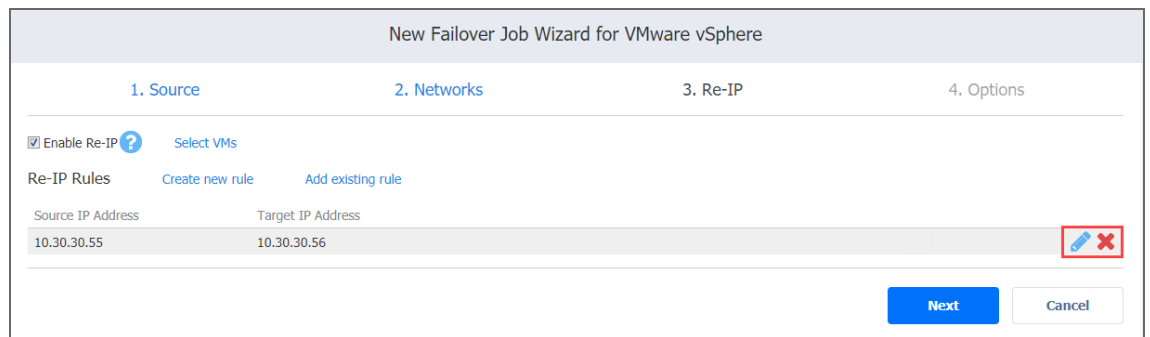 New Failover Job Wizard for VMware vSphere
1. Source 2. Networks 3. Re-IP 4. Options
Enable Re-IP ? Select VMs
Re-IP Rules Create new rule Add existing rule
Source IP Address Target IP Address
10.30.30.55 10.30.30.56
Next Cancel